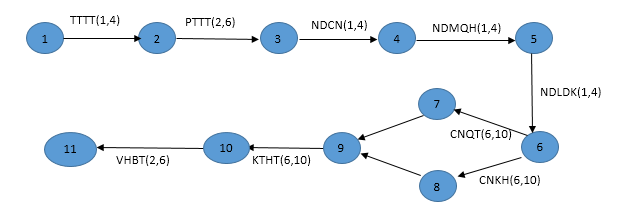 TTTT(1,4)
PTTT(2,6)
NDCN(1,4)
NDMQH(1,4)
1
2
3
4
5
NDLDK(1,4)
7
CNQT(6,10)
6
11
VHBT(2,6)
10
KTHT(6,10)
9
8
CNKH(6,10)